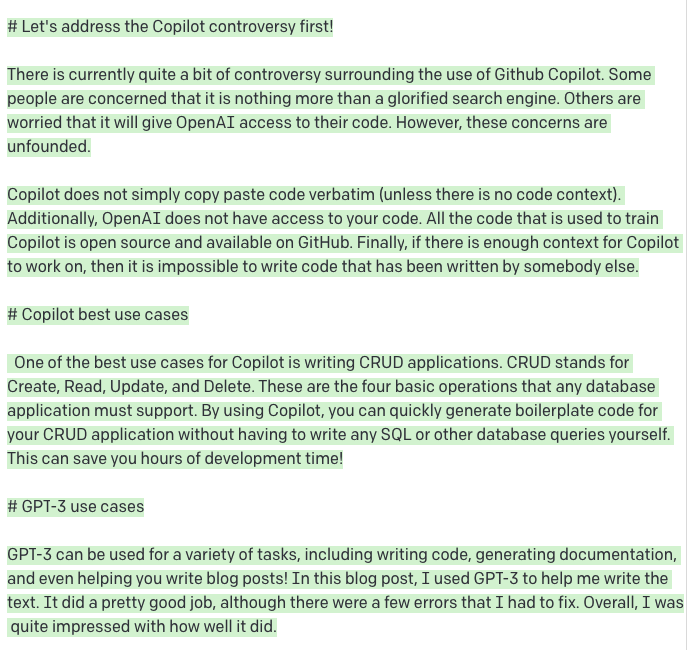 # Let's address the Copilot controversy first!
There is currently quite a bit of controversy surrounding the use of Github Copilot. Some
people are concerned that it is nothing more than a glorified search engine. Others are
worried that it will give OpenAI access to their code. However, these concerns are
unfounded.
Copilot does not simply copy paste code verbatim (unless there is no code context).
Additionally, OpenAI does not have access to your code. All the code that is used to train
Copilot is open source and available on GitHub. Finally, if there is enough context for Copilot
to work on, then it is impossible to write code that has been written by somebody else.
# Copilot best use cases
One of the best use cases for Copilot is writing CRUD applications. CRUD stands for
Create, Read, Update, and Delete. These are the four basic operations that any database
application must support. By using Copilot, you can quickly generate boilerplate code for
your CRUD application without having to write any SQL or other database queries yourself.
This can save you hours of development time!
# GPT-3 use cases
GPT-3 can be used for a variety of tasks, including writing code, generating documentation,
and even helping you write blog posts! In this blog post, I used GPT-3 to help me write the
text. It did a pretty good job, although there were a few errors that I had to fix. Overall, I was
quite impressed with how well it did.